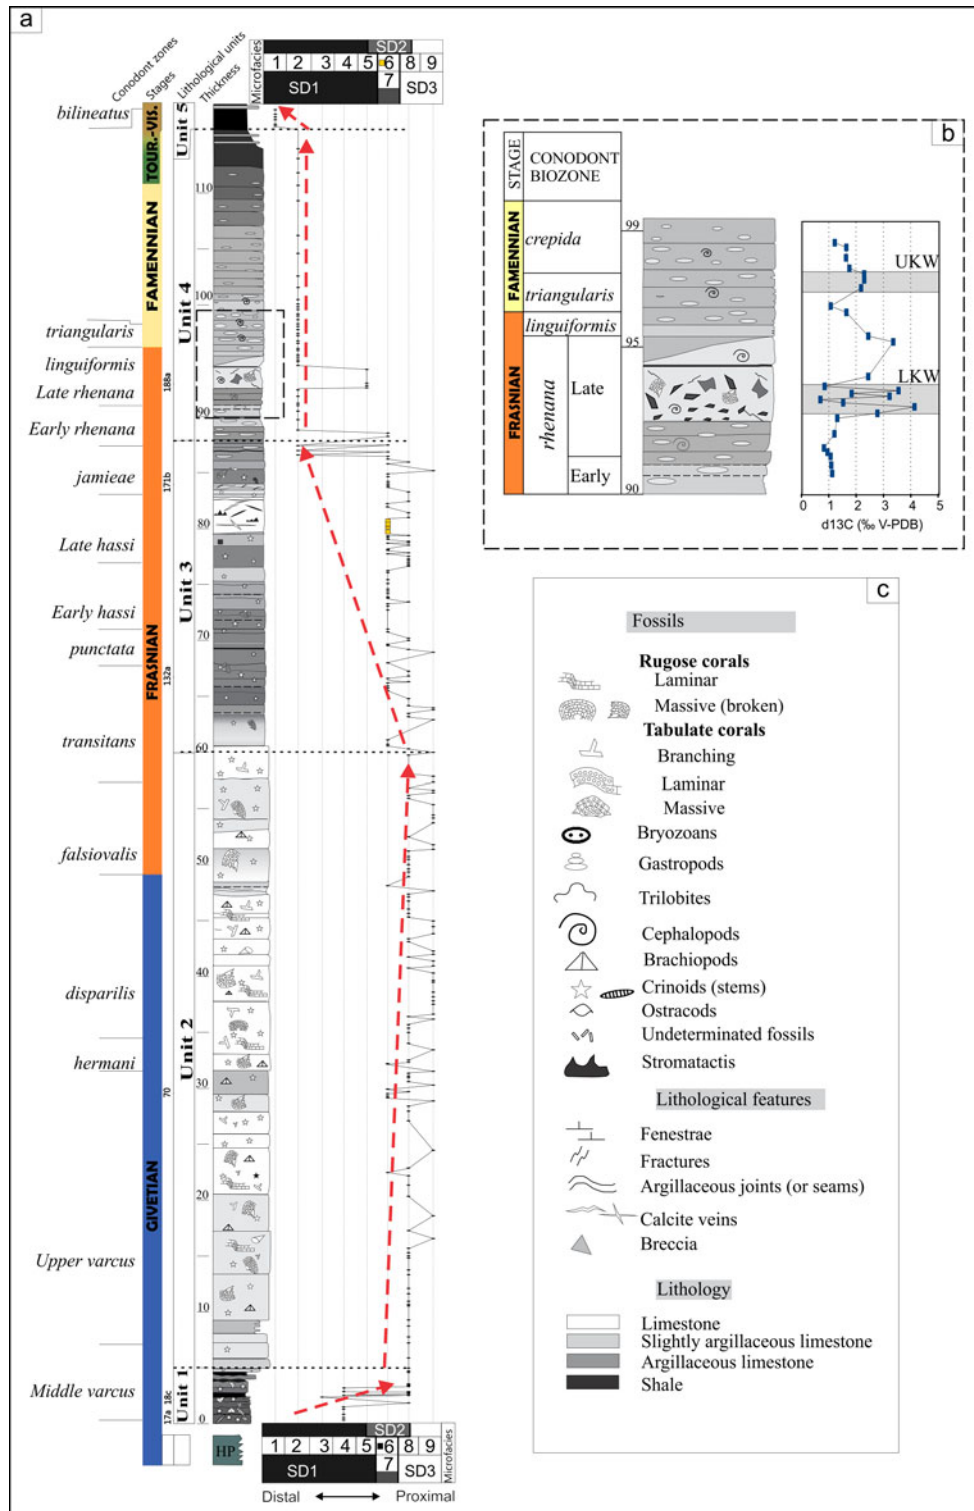 a
Conodont zones
Stages
Lithological units
Thickness
Microfacies
SD2
1 2 3 4 5 6 8 9
7
SD1
SD3
bilineatus
TOUR.-VIS.
Unit 5
110
FAMENNIAN
Unit 4
100
triangularis
linguiformis
188a
Late rhenana
90
Early rhenana
jamieae
171b
80
Late hassi
Unit 3
Early hassi
70
punctata
FRASNIAN
132a
transitans
60
falsiovalis
50
40
disparilis
Unit 2
hermani
30
70
20
GIVETIAN
Upper varcus
10
Middle varcus
17a 18c
Unit 1
0
HP
SD2
1 2 3 4 5 6 8 9
7
SD1
SD3
Microfacies
Distal
Proximal
b
STAGE
CONODONT
BIOZONE
FAMENNIAN
crepida
triangularis
FRASNIAN
linguiformis
rhenana
Late
Early
99
95
90
UKW
LKW
0 1 2 3 4 5
d13C (‰ V-PDB)
c
Fossils
Rugose corals
Laminar
Massive (broken)
Tabulate corals
Branching
Laminar
Massive
Bryozoans
Gastropods
Trilobites
Cephalopods
Brachiopods
Crinoids (stems)
Ostracods
Undeterminated fossils
Stromatactis
Lithological features
Fenestrae
Fractures
Argillaceous joints (or seams)
Calcite veins
Breccia
Lithology
Limestone
Slightly argillaceous limestone
Argillaceous limestone
Shale